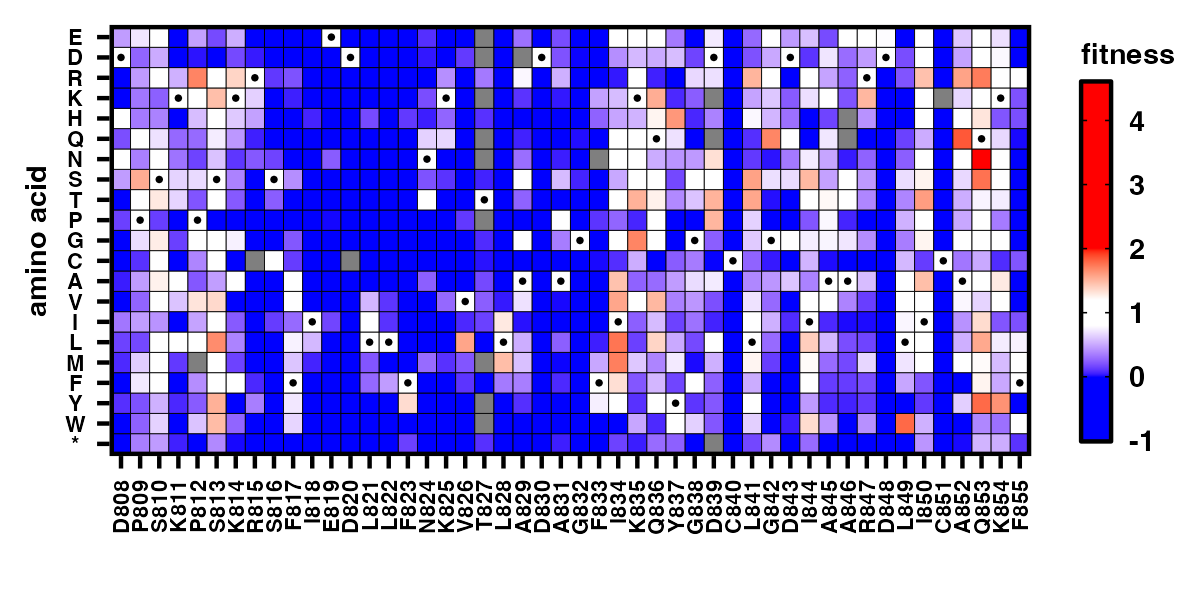 fitness
4
3
2
1
0
-1
amino acid
E
D
R
K
H
Q
N
S
T
P
G
C
A
V
I
L
M
F
Y
W
*
D808
P809
S810
K811
P812
S813
K814
R815
S816
F817
I818
E819
D820
L821
L822
F823
N824
K825
V826
T827
L828
A829
D830
A831
G832
F833
I834
K835
Q836
Y837
G838
D839
C840
L841
G842
D843
I844
A845
A846
R847
D848
L849
I850
C851
A852
Q853
K854
F855